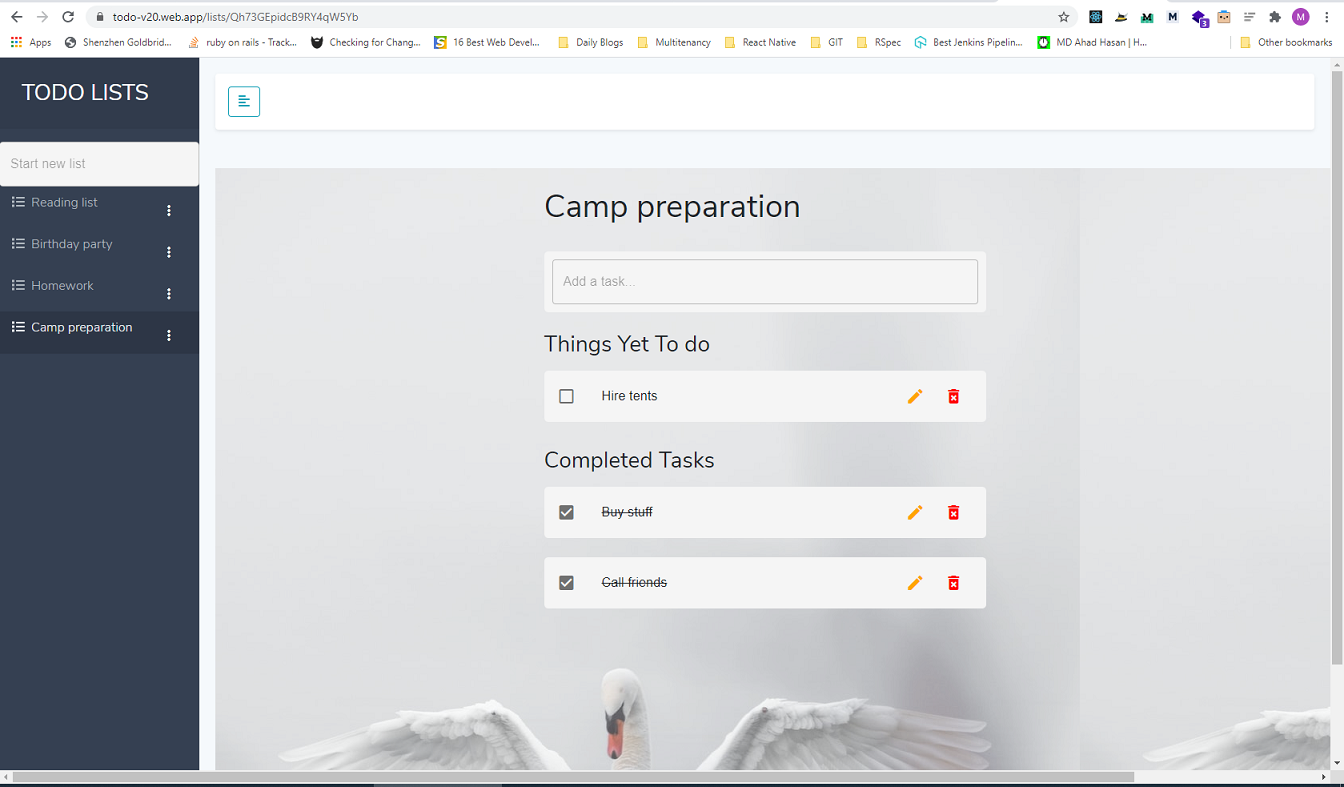 todo-v20.web.app/lists/Qh73GEpidcB9RY4qW5Yb
M
M
3
M
Apps
Shenzhen Goldbrid...
ruby on rails - Track...
Checking for Chang...
S
16 Best Web Devel...
Daily Blogs
Multitenancy
React Native
GIT
RSpec
Best Jenkins Pipelin...
MD Ahad Hasan | H...
Other bookmarks
TODO LISTS
Start new list
Reading list
Birthday party
Homework
Camp preparation
Camp preparation
Add a task...
Things Yet To do
Hire tents
Completed Tasks
Buy stuff
Call friends